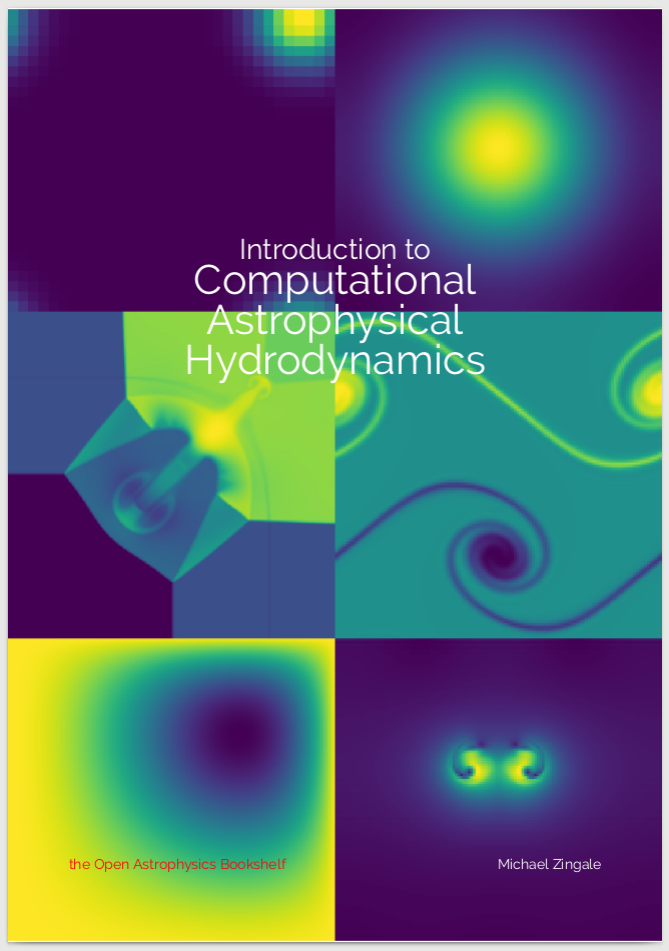 Introduction to
Computational
Astrophysical
Hydrodynamics
the Open Astrophysics Bookshelf
Michael Zingale